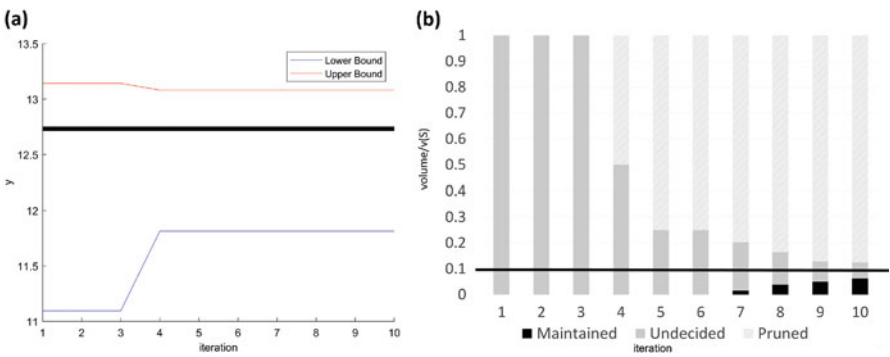 (a)
13.5
13
12.5
12
11.5
11
y
1 2 3 4 5 6 7 8 9 10
iteration
Lower Bound
Upper Bound
(b)
1
0.9
0.8
0.7
0.6
0.5
0.4
0.3
0.2
0.1
0
volume/v(S)
1 2 3 4 5 6 7 8 9 10
Maintained Undecided Pruned
iteration